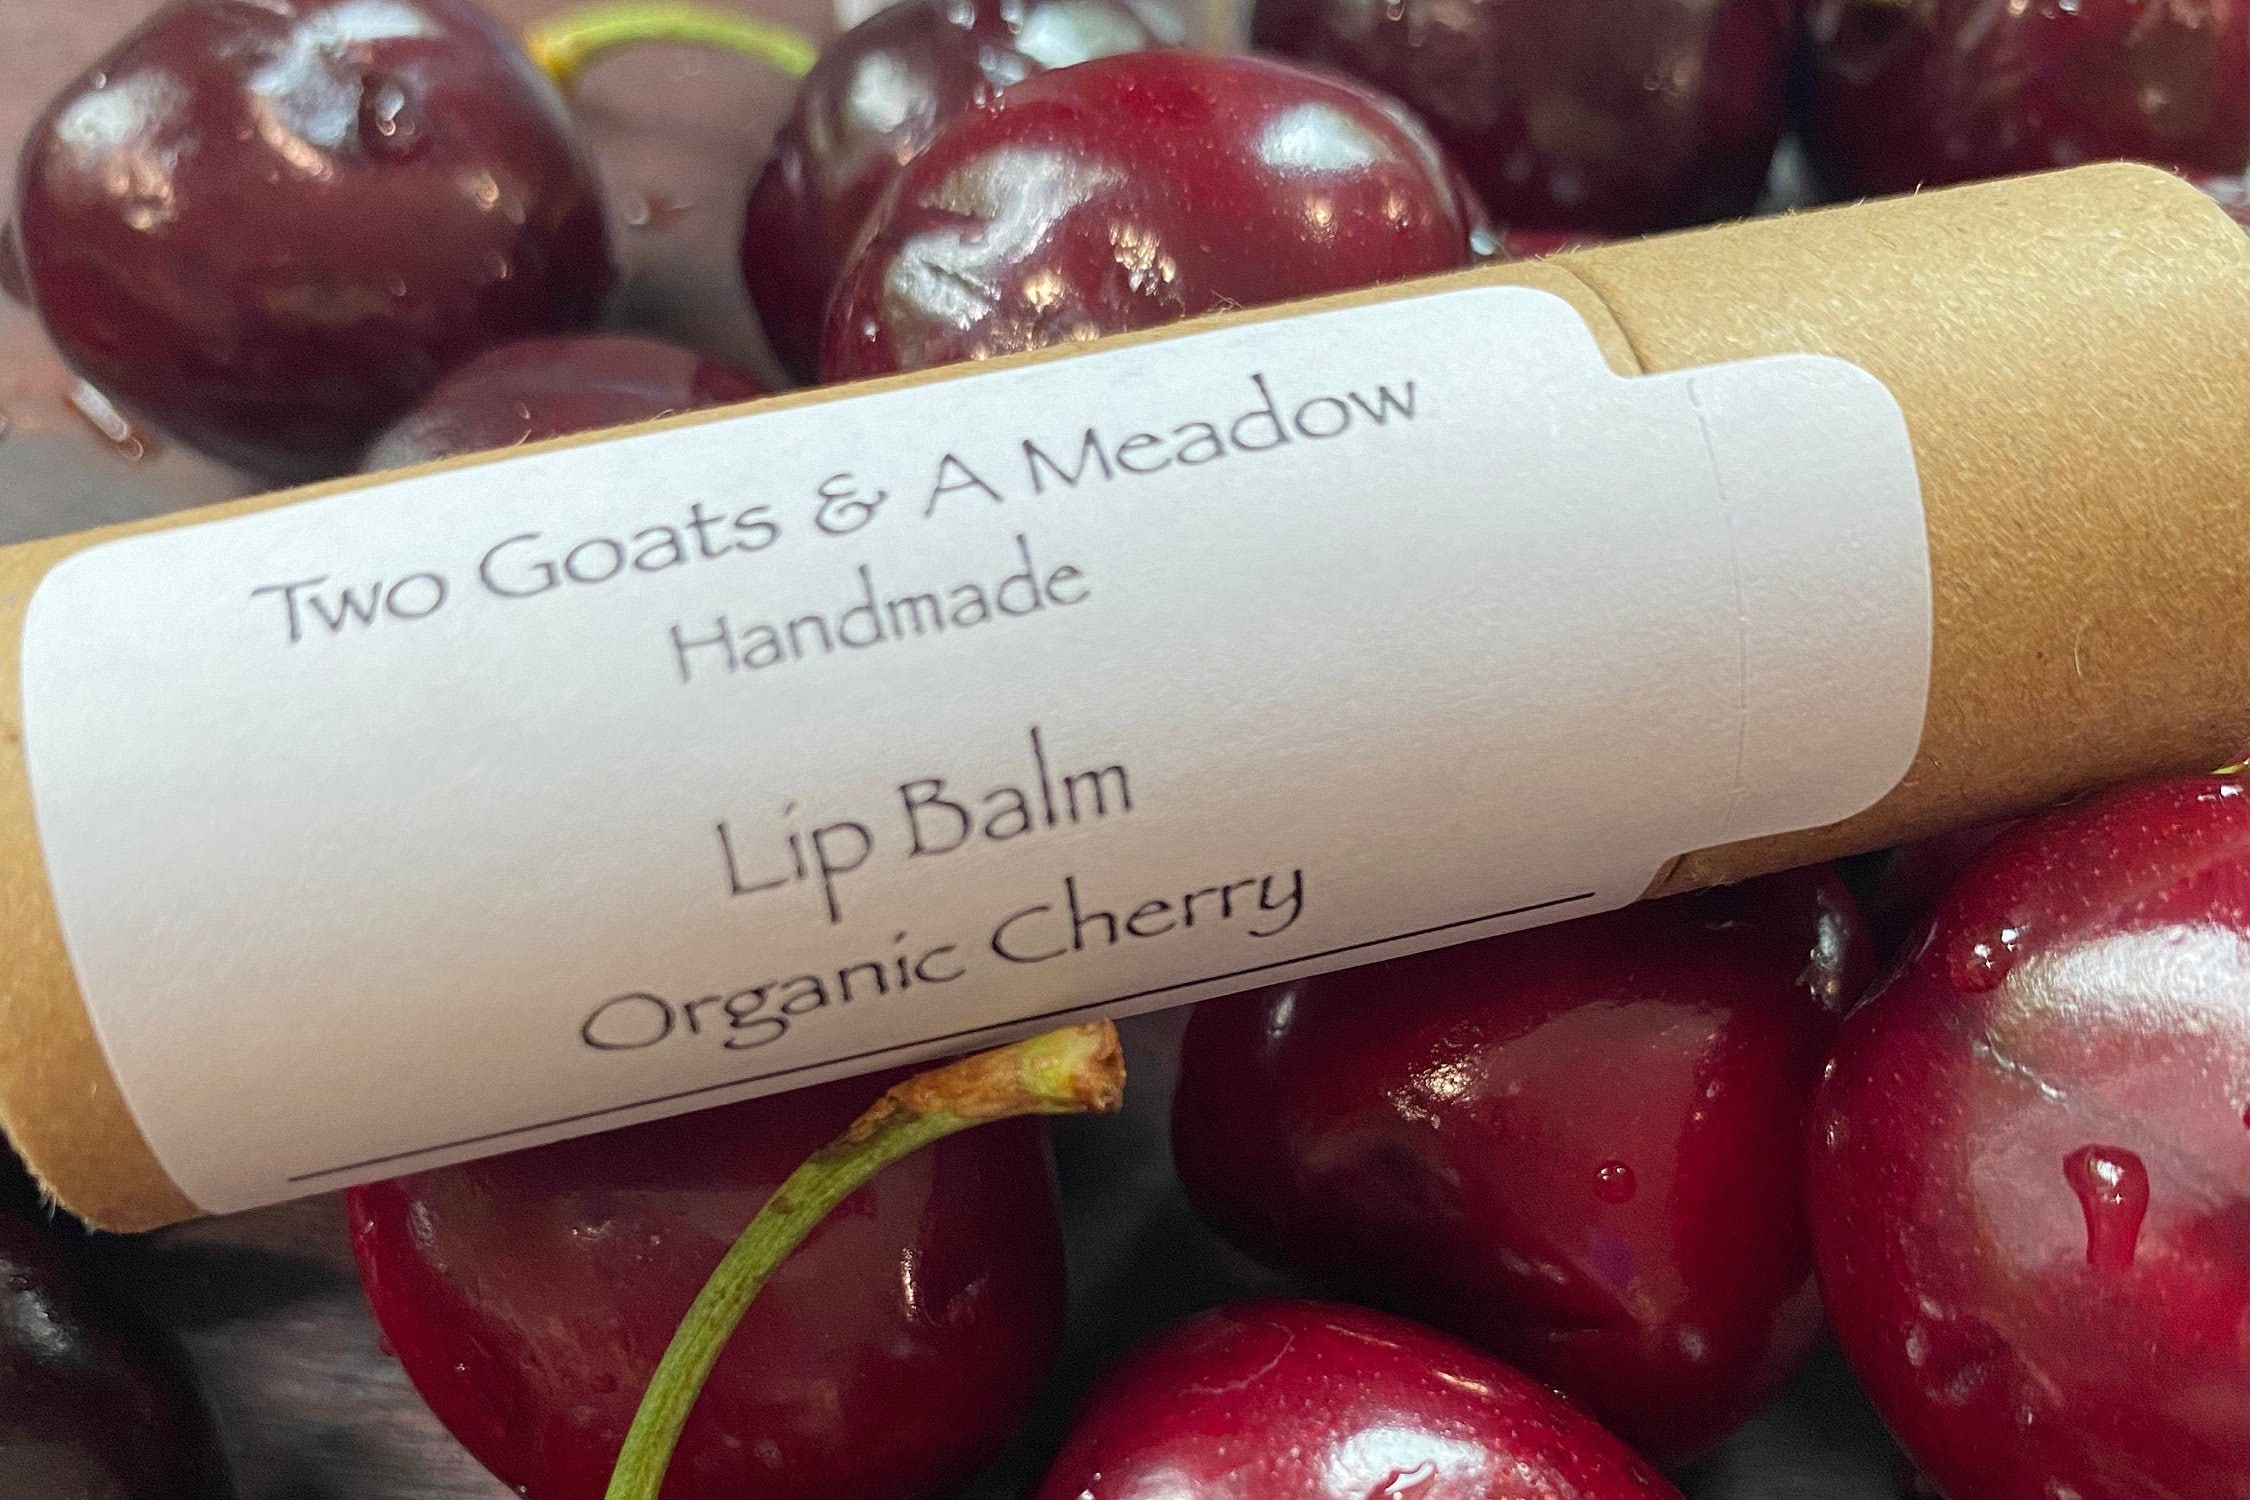 Two Goats & A Meadow
Handmade
Lip Balm
Organic Cherry